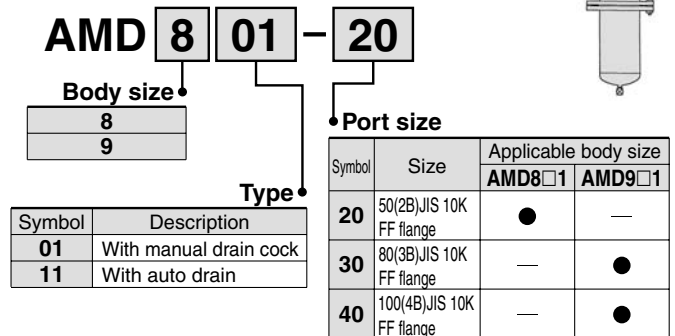 AMD 8 01 – 20
Body size
8
9
Type
Symbol Description
01 With manual drain cock
11 With auto drain
Port size
Symbol Size Applicable body size
AMD8□1 AMD9□1
20 50(2B)JIS 10K FF flange ● —
30 80(3B)JIS 10K FF flange — ●
40 100(4B)JIS 10K FF flange — ●